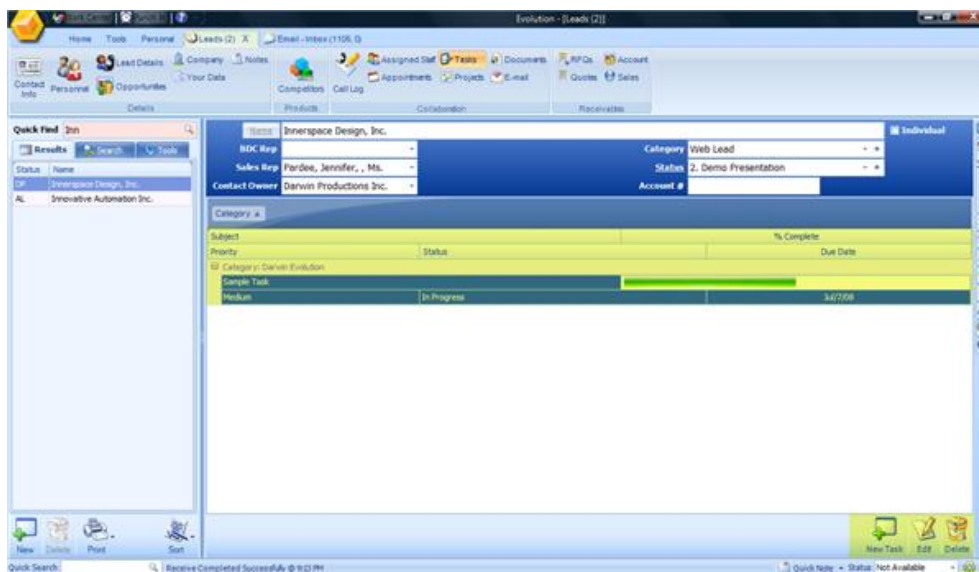 Evolution - [Leads (2)]
Home Tools Personal Leads (2) X Email - Inbox (1106, 0)
Contact Info
Personnel
Lead Details
Opportunities
Company
Your Data
Notes
Details
Competitors
Products
Call Log
Assigned Staff
Tasks
Documents
Appointments
Projects
E-mail
Collaboration
RFQs
Account
Quotes
Sales
Receivables
Quick Find Inn
Results Search Tools
Status Name
DP Innerspace Design, Inc.
AL Innovative Automation Inc.
Name Innerspace Design, Inc. Individual
BDC Rep Category Web Lead
Sales Rep Pardee, Jennifer, , Ms. Status 2. Demo Presentation
Contact Owner Darwin Productions Inc. Account #
Category
Subject % Complete
Priority Status Due Date
Category: Darwin Evolution
Sample Task
Medium In Progress Jul/7/08
New Delete Print Sort
New Task Edit Delete
Quick Search Receive Completed Successfully @ 9:13 PM Quick Note Status Not Available